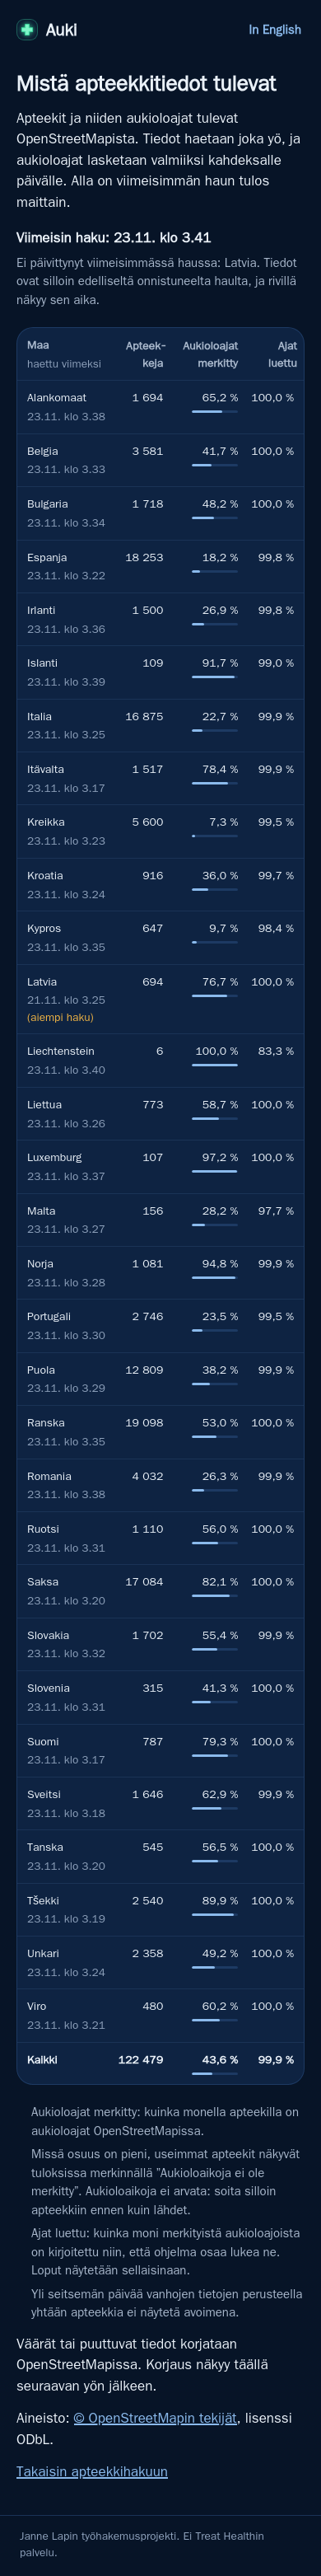 Auki
In English
Mistä apteekkitiedot tulevat
Apteekit ja niiden aukioloajat tulevat
OpenStreetMapista. Tiedot haetaan joka yö, ja
aukioloajat lasketaan valmiiksi kahdeksalle
päivälle. Alla on viimeisimmän haun tulos
maittain.
Viimeisin haku: 23.11. klo 3.41
Ei päivittynyt viimeisimmässä haussa: Latvia. Tiedot
ovat silloin edelliseltä onnistuneelta haulta, ja rivillä
näkyy sen aika.
Maa Apteek- Aukioloajat Ajat
haettu viimeksi keja merkitty luettu
Alankomaat 1 694 65,2 % 100,0 %
23.11. klo 3.38
Belgia 3 581 41,7 % 100,0 %
23.11. klo 3.33
Bulgaria 1 718 48,2 % 100,0 %
23.11. klo 3.34
Espanja 18 253 18,2 % 99,8 %
23.11. klo 3.22
Irlanti 1 500 26,9 % 99,8 %
23.11. klo 3.36
Islanti 109 91,7 % 99,0 %
23.11. klo 3.39
Italia 16 875 22,7 % 99,9 %
23.11. klo 3.25
Itävalta 1 517 78,4 % 99,9 %
23.11. klo 3.17
Kreikka 5 600 7,3 % 99,5 %
23.11. klo 3.23
Kroatia 916 36,0 % 99,7 %
23.11. klo 3.24
Kypros 647 9,7 % 98,4 %
23.11. klo 3.35
Latvia 694 76,7 % 100,0 %
21.11. klo 3.25
(aiempi haku)
Liechtenstein 6 100,0 % 83,3 %
23.11. klo 3.40
Liettua 773 58,7 % 100,0 %
23.11. klo 3.26
Luxemburg 107 97,2 % 100,0 %
23.11. klo 3.37
Malta 156 28,2 % 97,7 %
23.11. klo 3.27
Norja 1 081 94,8 % 99,9 %
23.11. klo 3.28
Portugali 2 746 23,5 % 99,5 %
23.11. klo 3.30
Puola 12 809 38,2 % 99,9 %
23.11. klo 3.29
Ranska 19 098 53,0 % 100,0 %
23.11. klo 3.35
Romania 4 032 26,3 % 99,9 %
23.11. klo 3.38
Ruotsi 1 110 56,0 % 100,0 %
23.11. klo 3.31
Saksa 17 084 82,1 % 100,0 %
23.11. klo 3.20
Slovakia 1 702 55,4 % 99,9 %
23.11. klo 3.32
Slovenia 315 41,3 % 100,0 %
23.11. klo 3.31
Suomi 787 79,3 % 100,0 %
23.11. klo 3.17
Sveitsi 1 646 62,9 % 99,9 %
23.11. klo 3.18
Tanska 545 56,5 % 100,0 %
23.11. klo 3.20
Tšekki 2 540 89,9 % 100,0 %
23.11. klo 3.19
Unkari 2 358 49,2 % 100,0 %
23.11. klo 3.24
Viro 480 60,2 % 100,0 %
23.11. klo 3.21
Kaikki 122 479 43,6 % 99,9 %
Aukioloajat merkitty: kuinka monella apteekilla on
aukioloajat OpenStreetMapissa.
Missä osuus on pieni, useimmat apteekit näkyvät
tuloksissa merkinnällä "Aukioloaikoja ei ole
merkitty". Aukioloaikoja ei arvata: soita silloin
apteekkiin ennen kuin lähdet.
Ajat luettu: kuinka moni merkityistä aukioloajoista
on kirjoitettu niin, että ohjelma osaa lukea ne.
Loput näytetään sellaisinaan.
Yli seitsemän päivää vanhojen tietojen perusteella
yhtään apteekkia ei näytetä avoimena.
Väärät tai puuttuvat tiedot korjataan
OpenStreetMapissa. Korjaus näkyy täällä
seuraavan yön jälkeen.
Aineisto: © OpenStreetMapin tekijät, lisenssi
ODbL.
Takaisin apteekkihakuun
Janne Lapin työhakemusprojekti. Ei Treat Healthin
palvelu.